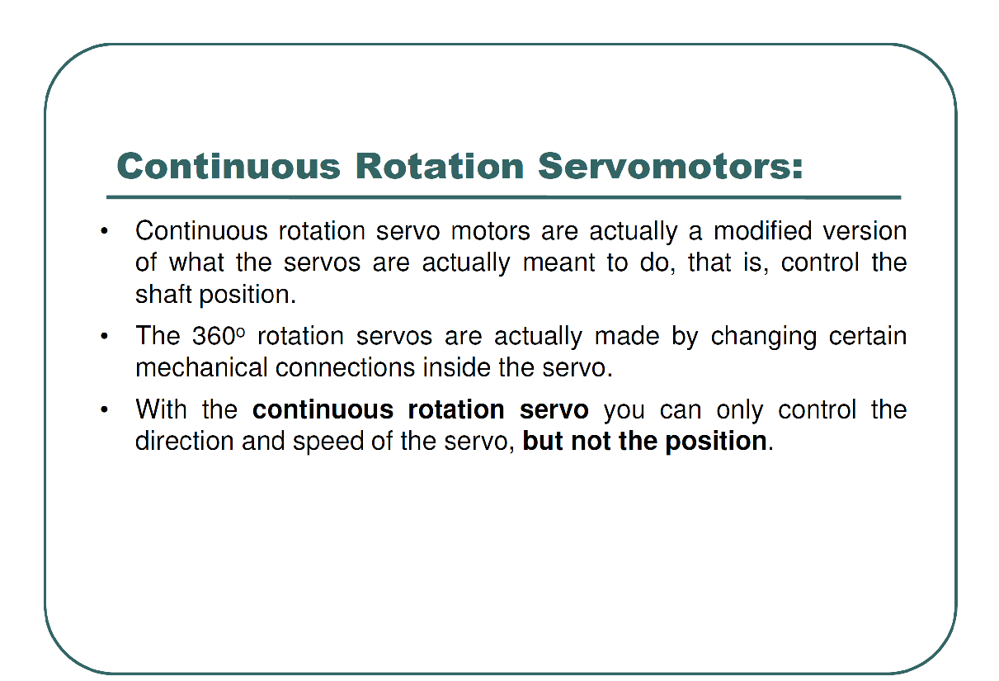 Continuous Rotation Servomotors:
• Continuous rotation servo motors are actually a modified version
of what the servos are actually meant to do, that is, control the
shaft position.
• The 360º rotation servos are actually made by changing certain
mechanical connections inside the servo.
• With the continuous rotation servo you can only control the
direction and speed of the servo, but not the position.